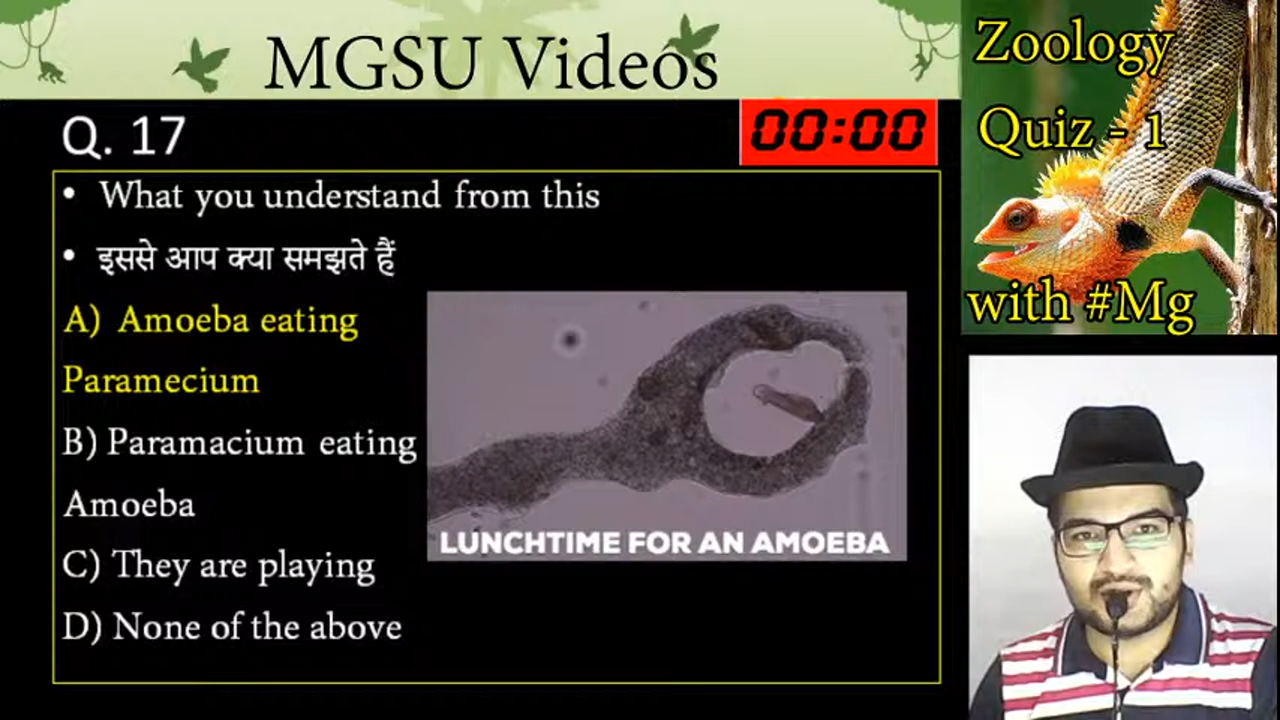 MGSU Videos
Zoology
Quiz - 1
with #Mg
Q. 17
00:00
• What you understand from this
• इससे आप क्या समझते हैं
A) Amoeba eating
Paramecium
B) Paramacium eating
Amoeba
C) They are playing
D) None of the above
LUNCHTIME FOR AN AMOEBA